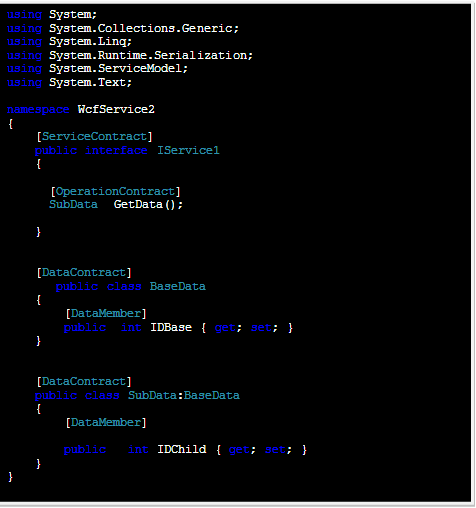 using System;
using System.Collections.Generic;
using System.Linq;
using System.Runtime.Serialization;
using System.ServiceModel;
using System.Text;
namespace WcfService2
{
[ServiceContract]
public interface IService1
{
[OperationContract]
SubData GetData();
}
[DataContract]
public class BaseData
{
[DataMember]
public int IDBase { get; set; }
}
[DataContract]
public class SubData:BaseData
{
[DataMember]
public int IDChild { get; set; }
}
}